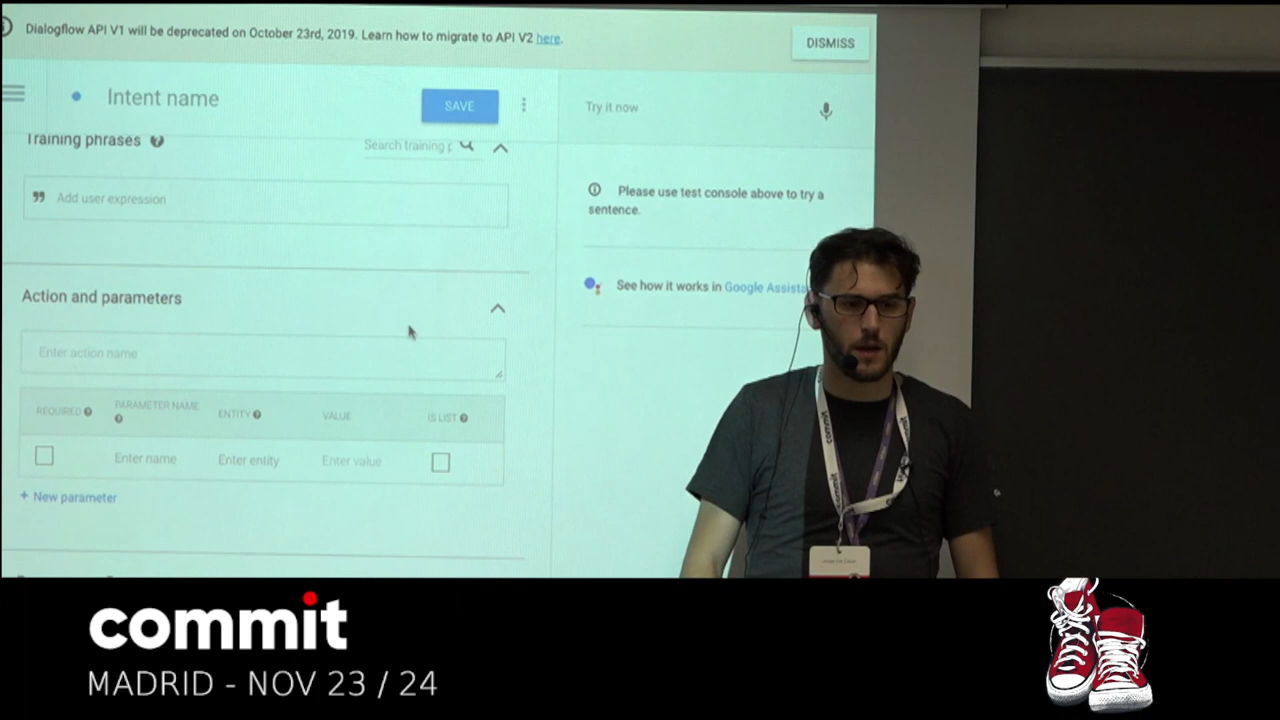 Dialogflow API V1 will be deprecated on October 23rd, 2019. Learn how to migrate to API V2 here.
DISMISS
Intent name
SAVE
Try it now
Training phrases
Search training
Add user expression
Please use test console above to try a
sentence.
See how it works in Google Assista
Action and parameters
Enter action name
REQUIRED
PARAMETER NAME
ENTITY
VALUE
IS LIST
Enter name
Enter entity
Enter value
+ New parameter
commit
commit
MADRID - NOV 23 / 24